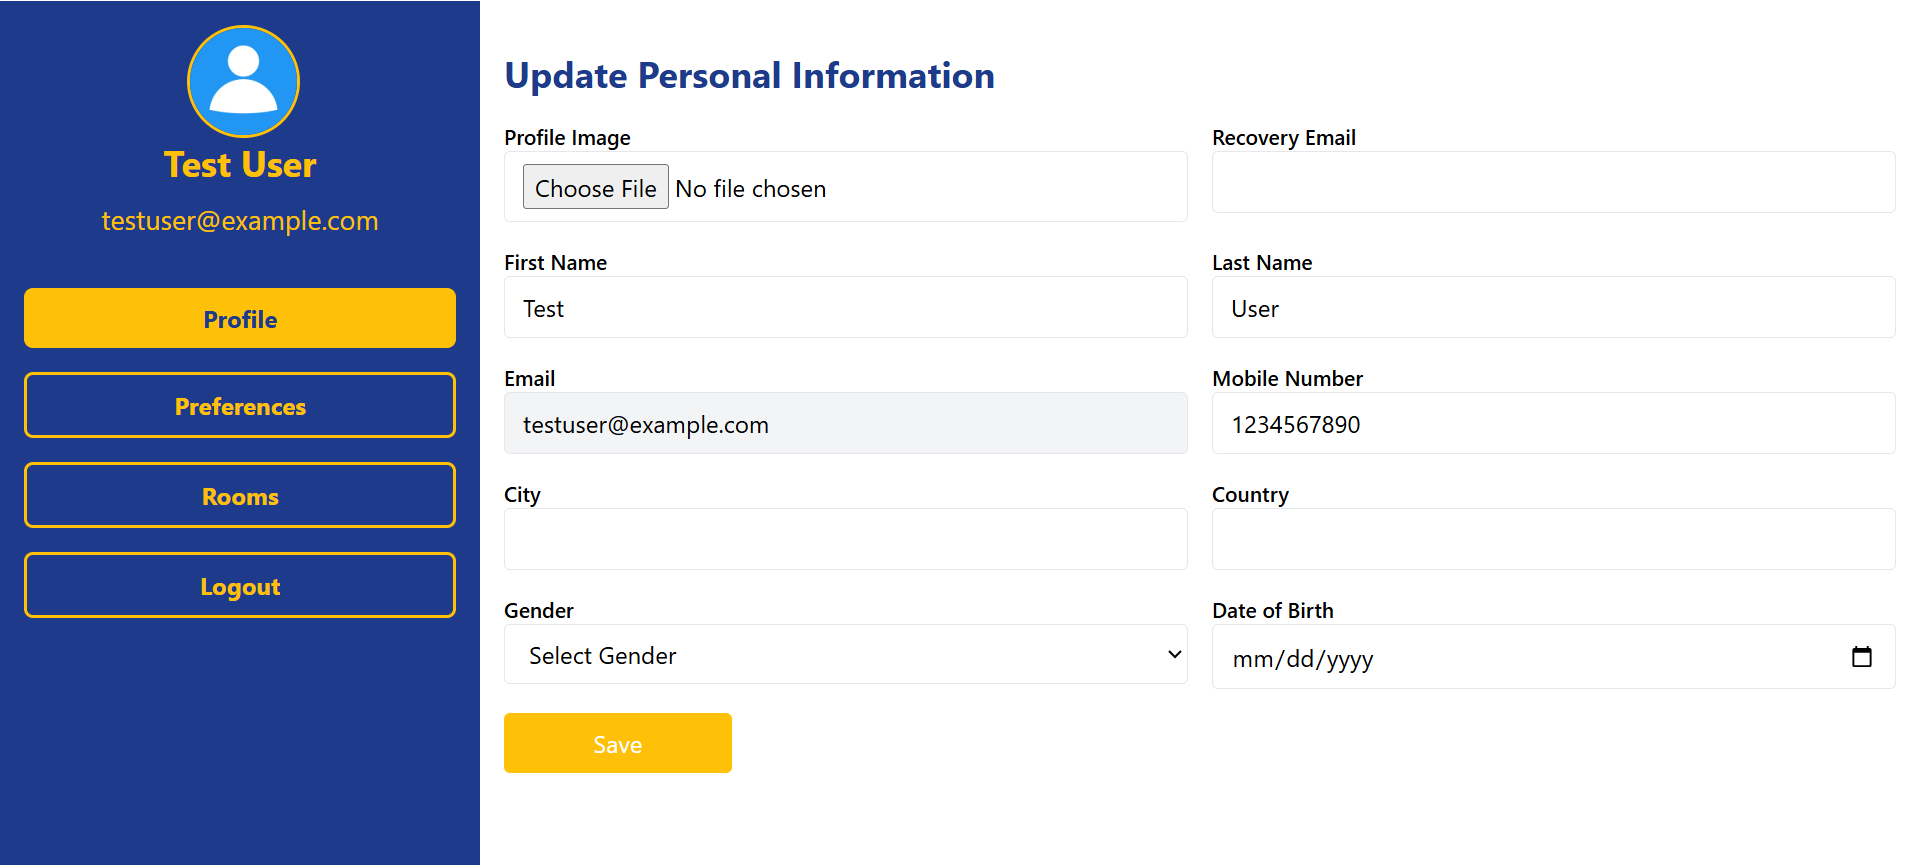 Test User
testuser@example.com
Profile
Preferences
Rooms
Logout
Update Personal Information
Profile Image
Choose File No file chosen
Recovery Email
First Name
Test
Last Name
User
Email
testuser@example.com
Mobile Number
1234567890
City
Country
Gender
Select Gender
Date of Birth
mm/dd/yyyy
Save